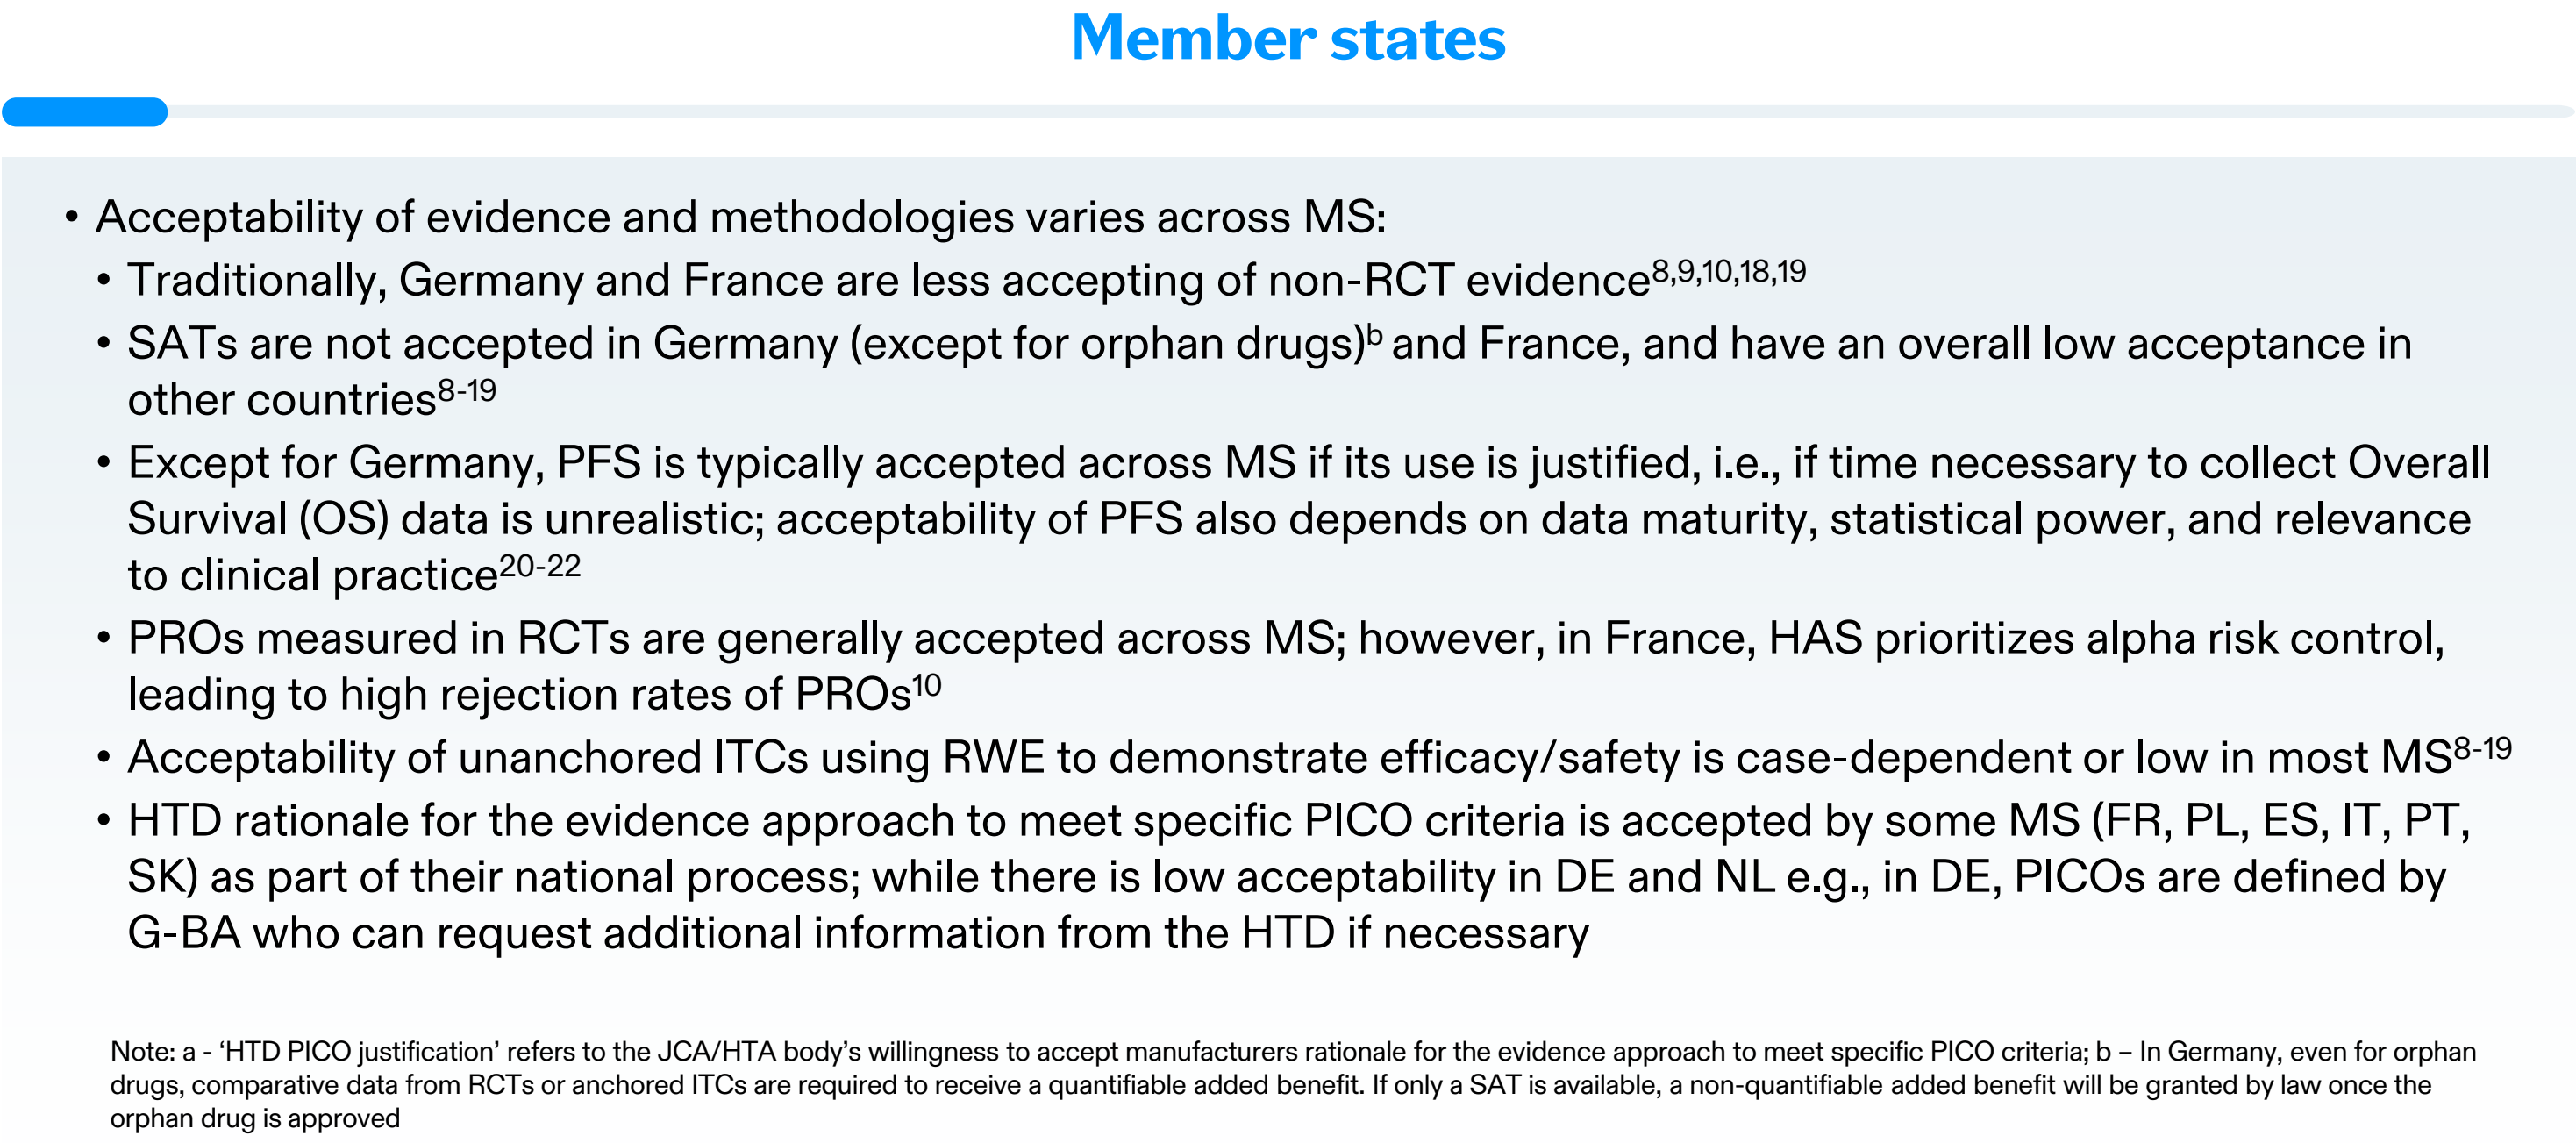 Member states
• Acceptability of evidence and methodologies varies across MS:
• Traditionally, Germany and France are less accepting of non-RCT evidence8,9,10,18,19
• SATs are not accepted in Germany (except for orphan drugs)b and France, and have an overall low acceptance in
other countries8-19
• Except for Germany, PFS is typically accepted across MS if its use is justified, i.e., if time necessary to collect Overall
Survival (OS) data is unrealistic; acceptability of PFS also depends on data maturity, statistical power, and relevance
to clinical practice20-22
• PROs measured in RCTs are generally accepted across MS; however, in France, HAS prioritizes alpha risk control,
leading to high rejection rates of PROs10
• Acceptability of unanchored ITCs using RWE to demonstrate efficacy/safety is case-dependent or low in most MS8-19
• HTD rationale for the evidence approach to meet specific PICO criteria is accepted by some MS (FR, PL, ES, IT, PT,
SK) as part of their national process; while there is low acceptability in DE and NL e.g., in DE, PICOs are defined by
G-BA who can request additional information from the HTD if necessary
Note: a - ‘HTD PICO justification’ refers to the JCA/HTA body’s willingness to accept manufacturers rationale for the evidence approach to meet specific PICO criteria; b – In Germany, even for orphan
drugs, comparative data from RCTs or anchored ITCs are required to receive a quantifiable added benefit. If only a SAT is available, a non-quantifiable added benefit will be granted by law once the
orphan drug is approved